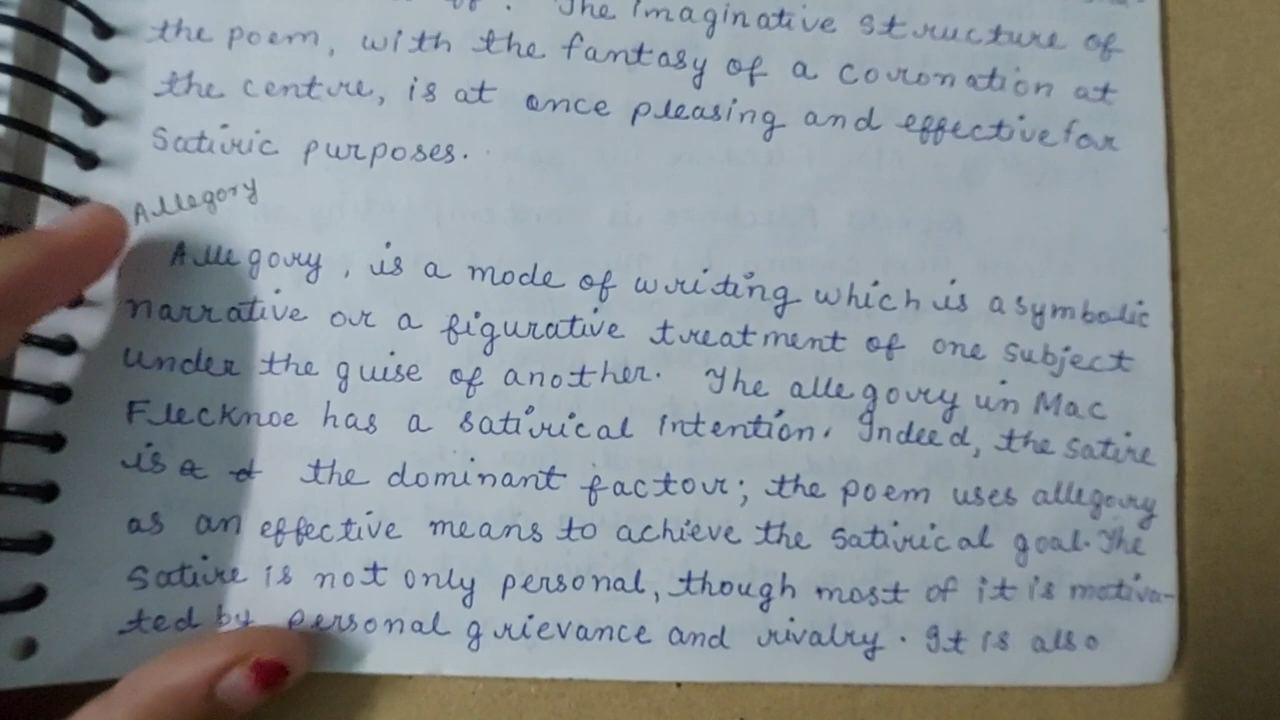 The imaginative structure of
the poem, with the fantasy of a coronation at
the centre, is at once pleasing and effective for
Satiric purposes.
Allegory
Allegory, is a mode of writing which is a symbolic
narrative or a figurative treatment of one subject
under the guise of another. The allegory in Mac
Flecknoe has a satirical intention. Indeed, the satire
is the dominant factor; the poem uses allegory
as an effective means to achieve the satirical goal. The
Satire is not only personal, though most of it is motiva-
ted by personal grievance and rivalry. It is also